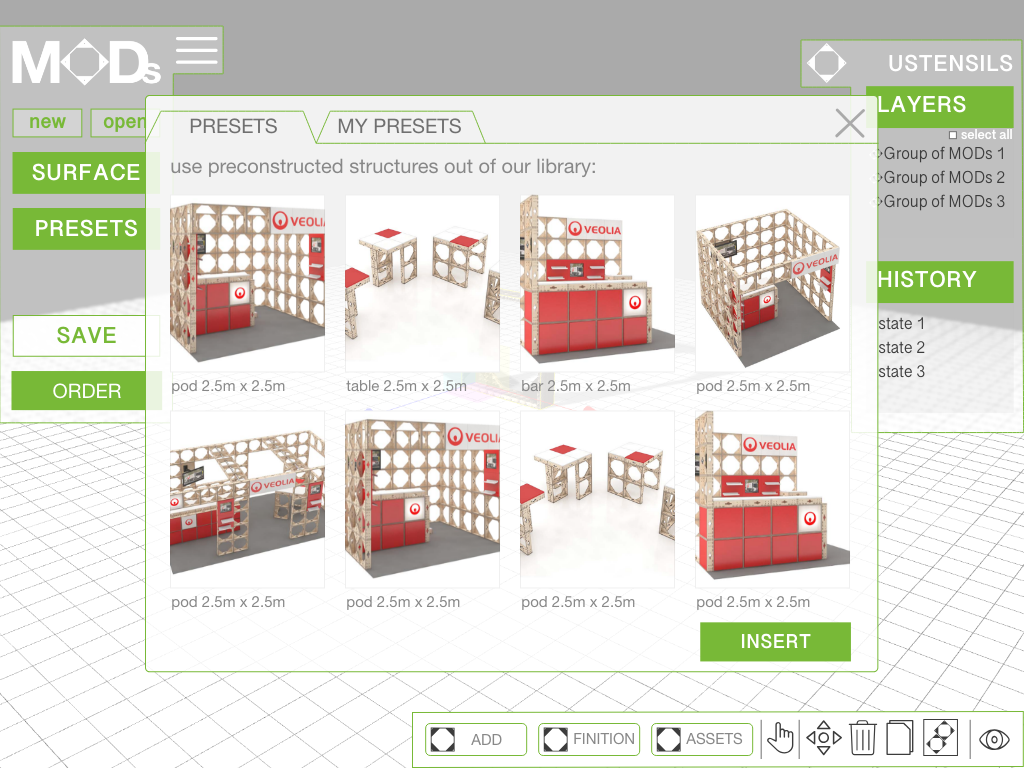 MODs
new
open
SURFACE
PRESETS
SAVE
ORDER
USTENSILS
LAYERS
select all
Group of MODs 1
Group of MODs 2
Group of MODs 3
HISTORY
state 1
state 2
state 3
PRESETS
MY PRESETS
use preconstructed structures out of our library:
VEOLIA
VEOLIA
VEOLIA
pod 2.5m x 2.5m
table 2.5m x 2.5m
bar 2.5m x 2.5m
pod 2.5m x 2.5m
VEOLIA
VEOLI
VEOLIA
pod 2.5m x 2.5m
pod 2.5m x 2.5m
pod 2.5m x 2.5m
pod 2.5m x 2.5m
INSERT
ADD
FINITION
ASSETS